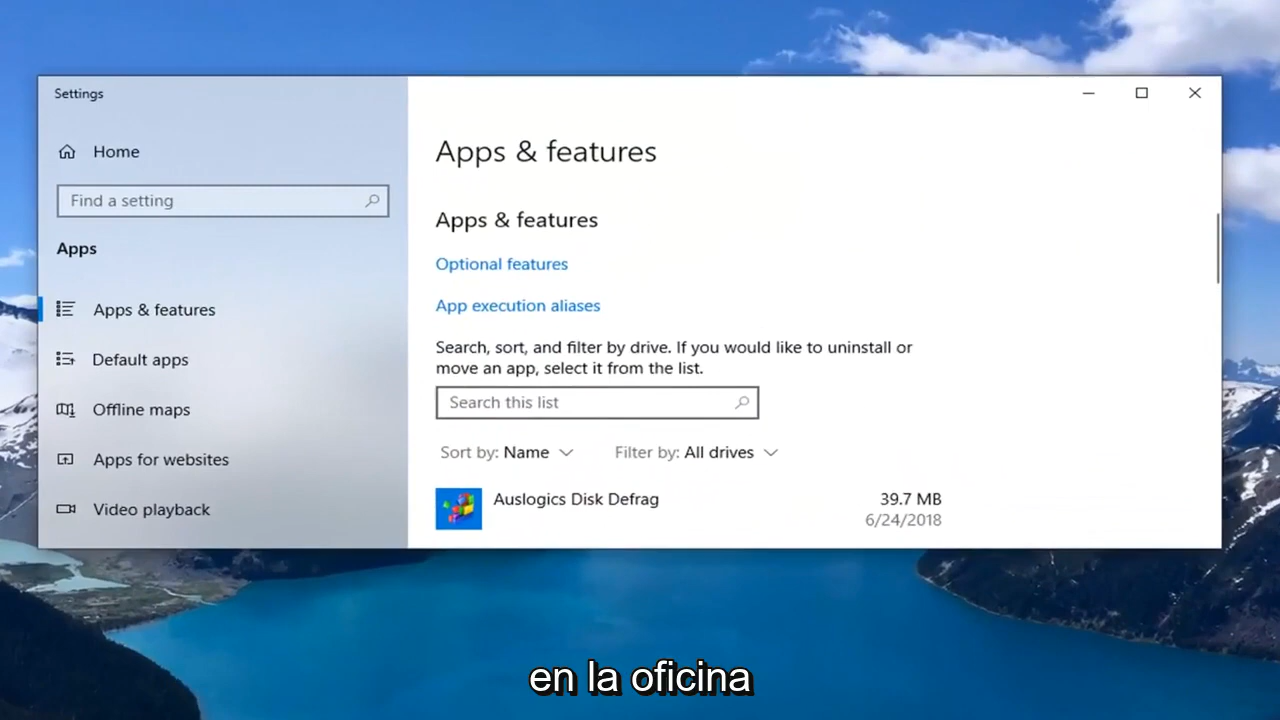 Settings
Home
Find a setting
Apps
Apps & features
Default apps
Offline maps
Apps for websites
Video playback
Apps & features
Apps & features
Optional features
App execution aliases
Search, sort, and filter by drive. If you would like to uninstall or
move an app, select it from the list.
Search this list
Sort by: Name Filter by: All drives
Auslogics Disk Defrag 39.7 MB
6/24/2018
en la oficina